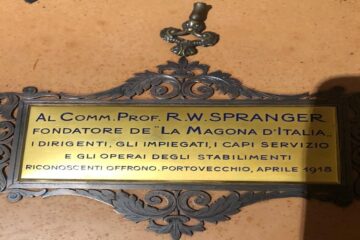 AL COMM. PROF. R.W. SPRANGER
FONDATORE DE "LA MAGONA D'ITALIA"
I DIRIGENTI, GLI IMPIEGATI, I CAPI SERVIZIO
E GLI OPERAI DEGLI STABILIMENTI
RICONOSCENTI OFFRONO. PORTOVECCHIO, APRILE 1918